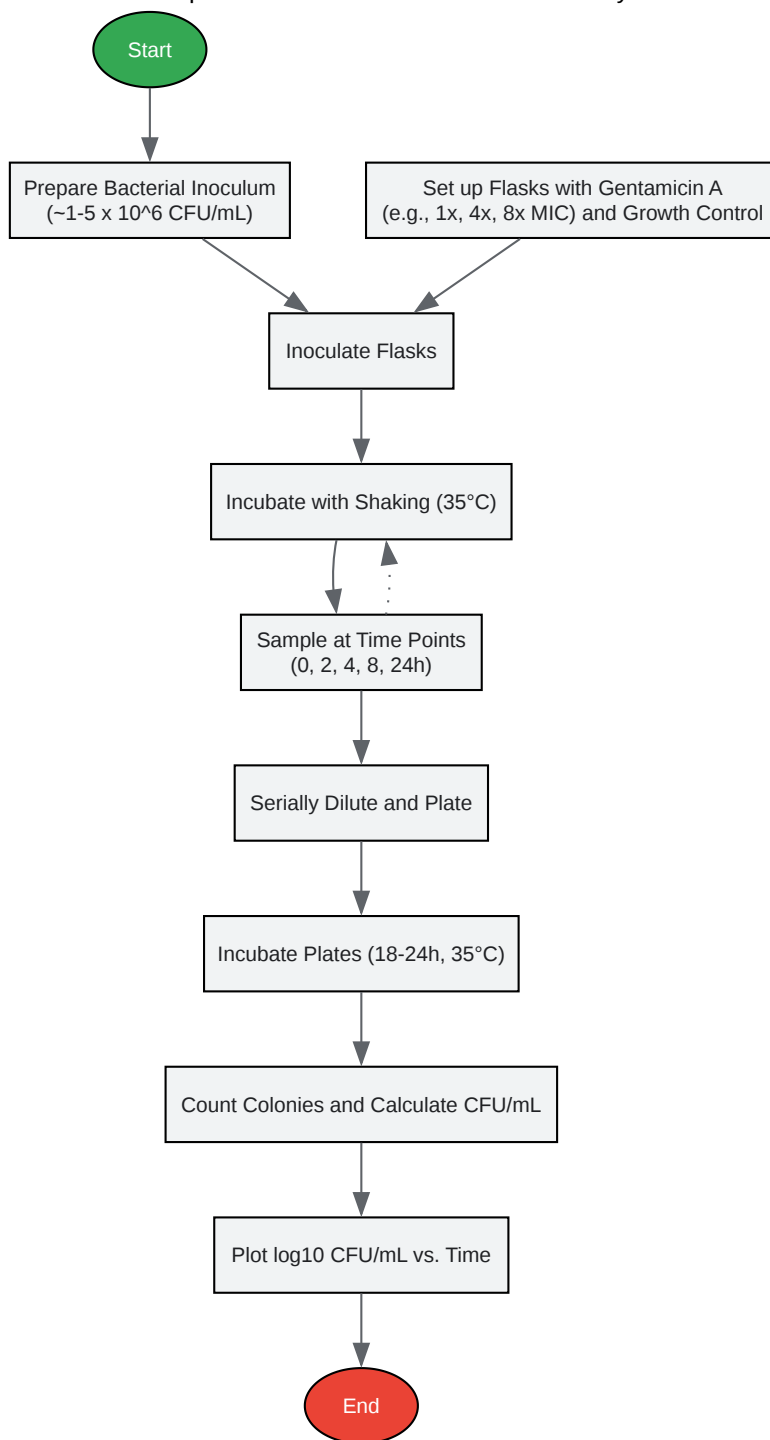 Start
Prepare Bacterial Inoculum
(~1-5 x 10^6 CFU/mL)
Set up Flasks with Gentamicin A
(e.g., 1x, 4x, 8x MIC) and Growth Control
Inoculate Flasks
Incubate with Shaking (35°C)
Sample at Time Points
(0, 2, 4, 8, 24h)
Serially Dilute and Plate
Incubate Plates (18-24h, 35°C)
Count Colonies and Calculate CFU/mL
Plot log10 CFU/mL vs. Time
End